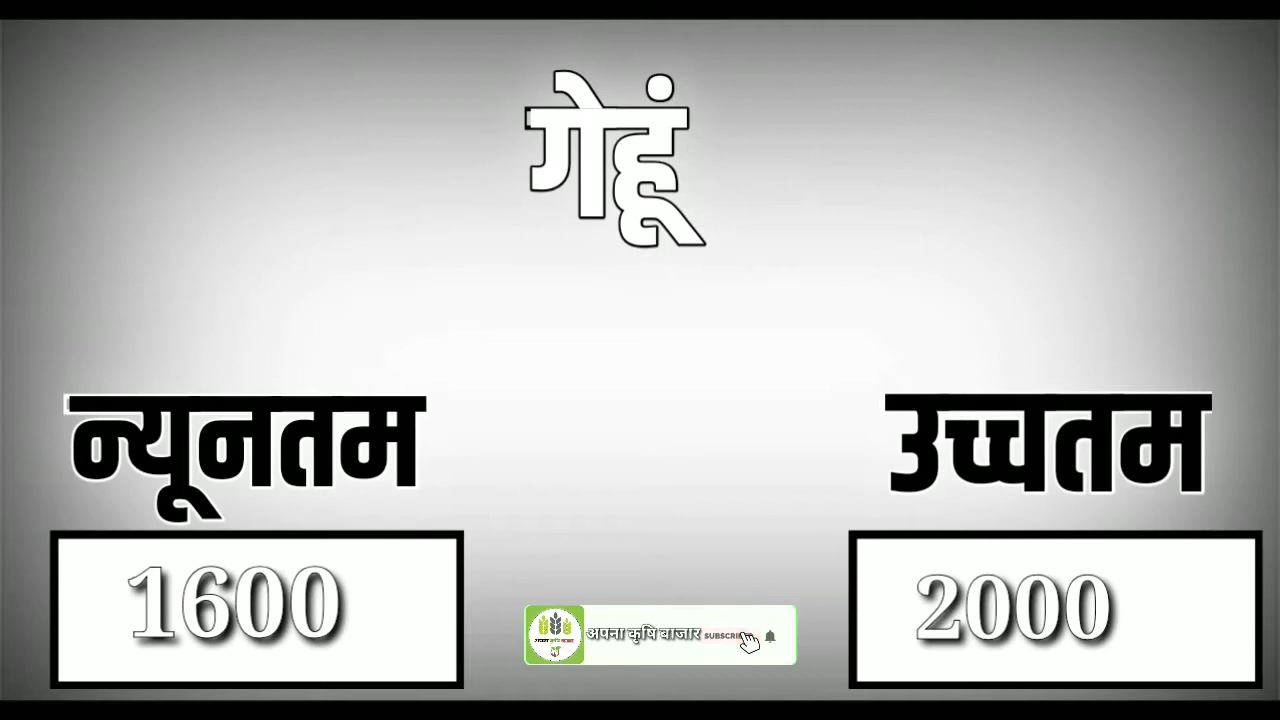 गेहूं
न्यूनतम
उच्चतम
1600
2000
अपना कृषि बाजार